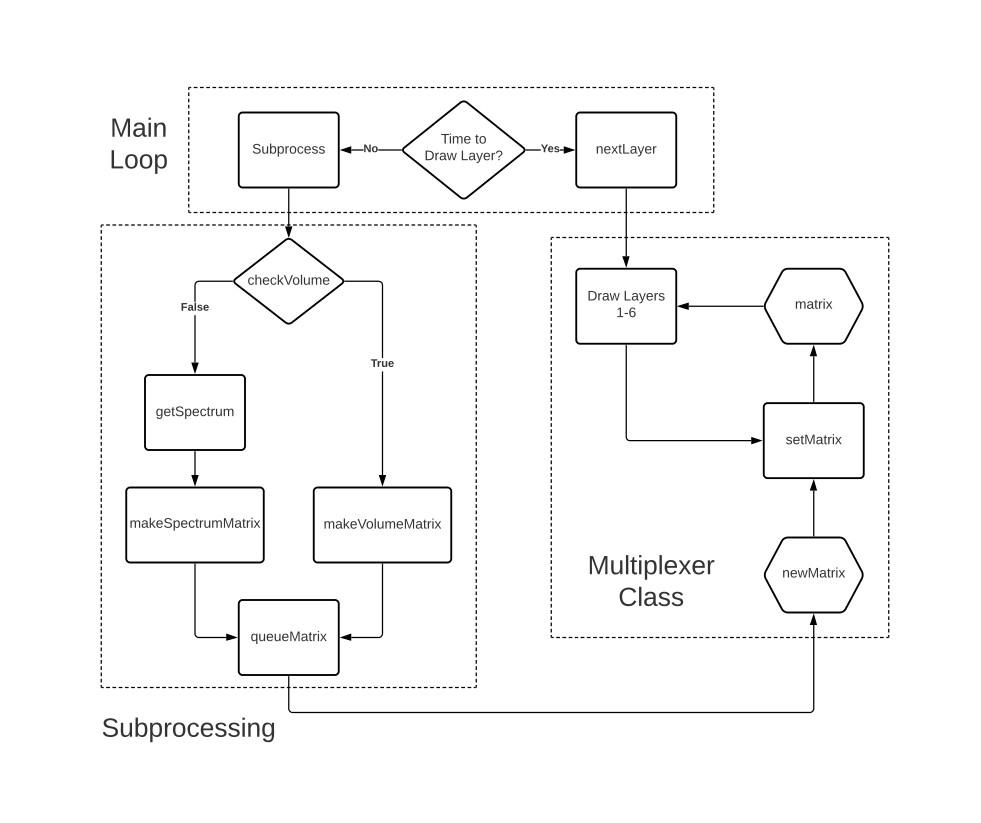 Main
Loop
Subprocess
No
Time to
Draw Layer?
Yes
nextLayer
checkVolume
False
True
getSpectrum
makeSpectrumMatrix
makeVolumeMatrix
queueMatrix
Subprocessing
Draw Layers
1-6
matrix
setMatrix
newMatrix
Multiplexer
Class